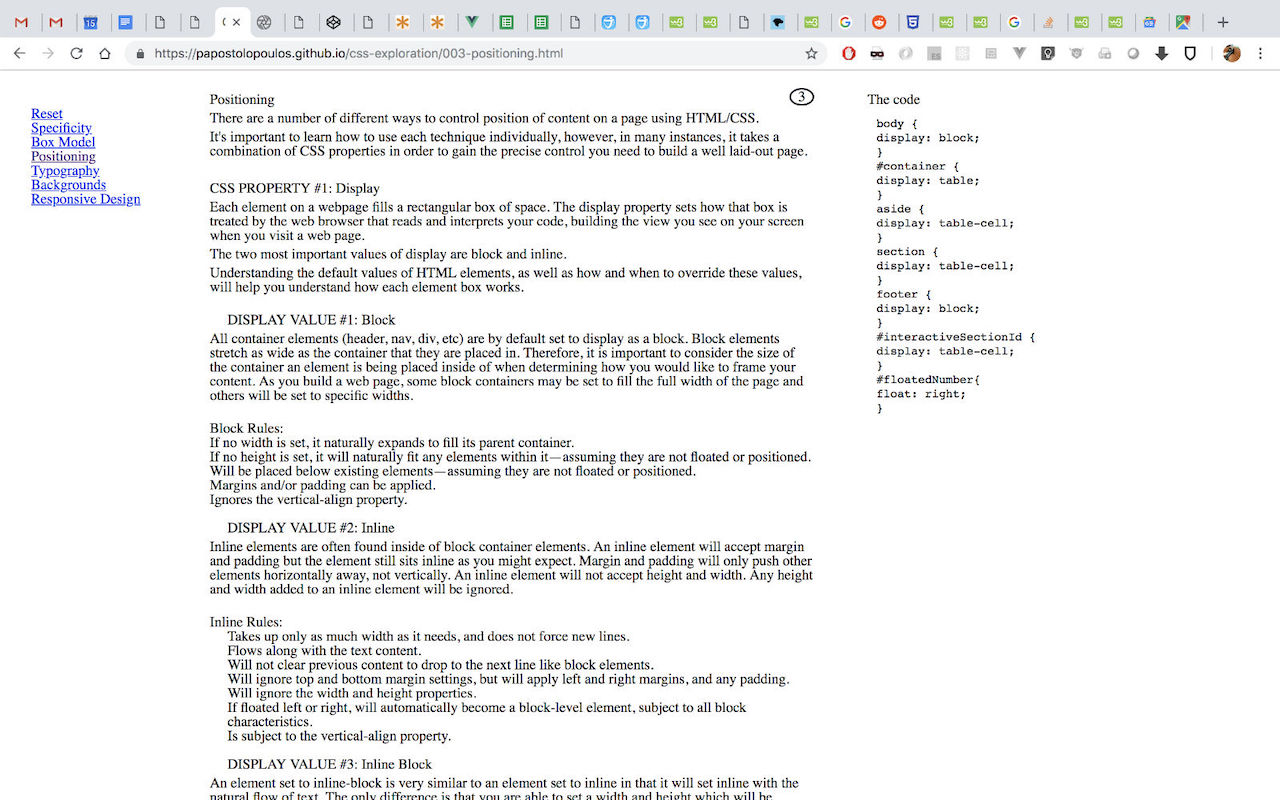 https://papostolopoulos.github.io/css-exploration/003-positioning.html
Reset
Specificity
Box Model
Positioning
Typography
Backgrounds
Responsive Design
Positioning
3
There are a number of different ways to control position of content on a page using HTML/CSS.
It's important to learn how to use each technique individually, however, in many instances, it takes a
combination of CSS properties in order to gain the precise control you need to build a well laid-out page.
CSS PROPERTY #1: Display
Each element on a webpage fills a rectangular box of space. The display property sets how that box is
treated by the web browser that reads and interprets your code, building the view you see on your screen
when you visit a web page.
The two most important values of display are block and inline.
Understanding the default values of HTML elements, as well as how and when to override these values,
will help you understand how each element box works.
DISPLAY VALUE #1: Block
All container elements (header, nav, div, etc) are by default set to display as a block. Block elements
stretch as wide as the container that they are placed in. Therefore, it is important to consider the size of
the container an element is being placed inside of when determining how you would like to frame your
content. As you build a web page, some block containers may be set to fill the full width of the page and
others will be set to specific widths.
Block Rules:
If no width is set, it naturally expands to fill its parent container.
If no height is set, it will naturally fit any elements within it—assuming they are not floated or positioned.
Will be placed below existing elements—assuming they are not floated or positioned.
Margins and/or padding can be applied.
Ignores the vertical-align property.
DISPLAY VALUE #2: Inline
Inline elements are often found inside of block container elements. An inline element will accept margin
and padding but the element still sits inline as you might expect. Margin and padding will only push other
elements horizontally away, not vertically. An inline element will not accept height and width. Any height
and width added to an inline element will be ignored.
Inline Rules:
Takes up only as much width as it needs, and does not force new lines.
Flows along with the text content.
Will not clear previous content to drop to the next line like block elements.
Will ignore top and bottom margin settings, but will apply left and right margins, and any padding.
Will ignore the width and height properties.
If floated left or right, will automatically become a block-level element, subject to all block
characteristics.
Is subject to the vertical-align property.
DISPLAY VALUE #3: Inline Block
An element set to inline-block is very similar to an element set to inline in that it will set inline with the
natural flow of text. The only difference is that you are able to set a width and height which will be
The code
body {
display: block;
}
#container {
display: table;
}
aside {
display: table-cell;
}
section {
display: table-cell;
}
footer {
display: block;
}
#interactiveSectionId {
display: table-cell;
}
#floatedNumber{
float: right;
}